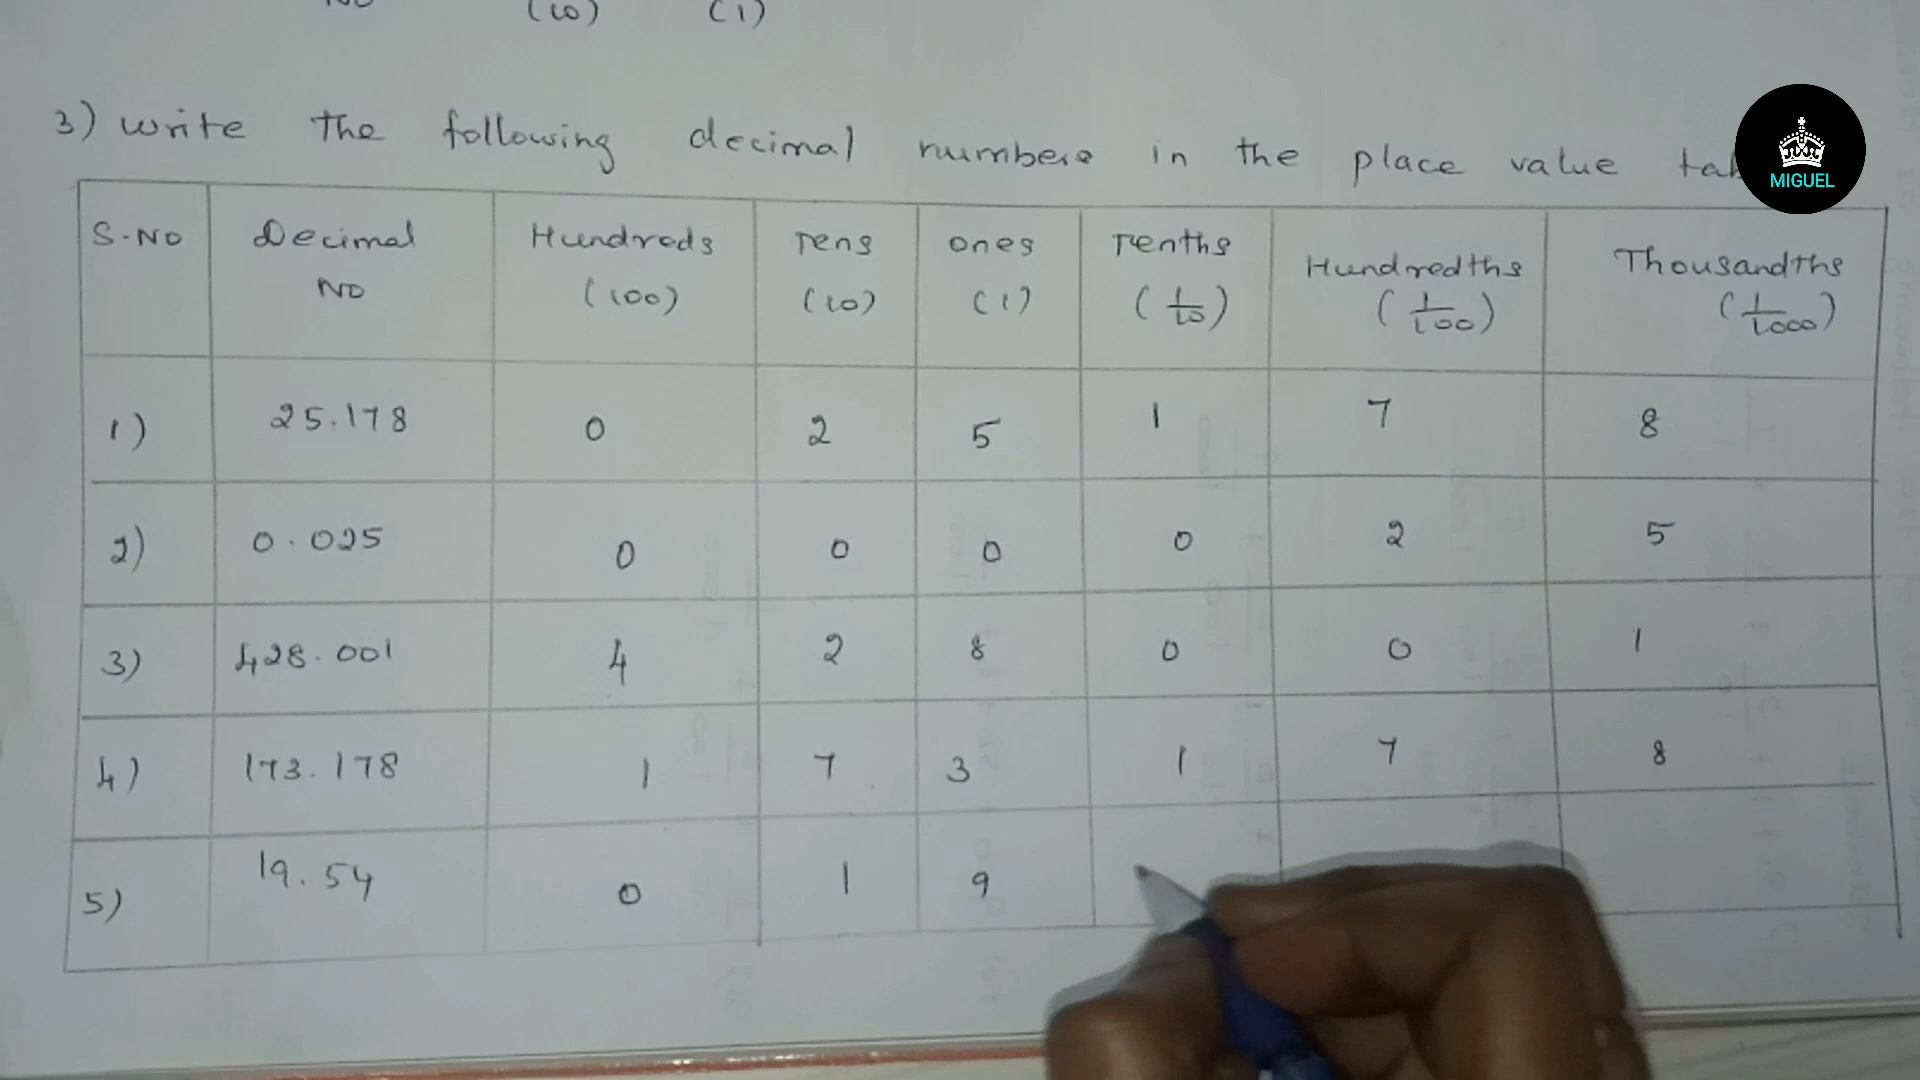 (10) (1)
3) write the following decimal numbers in the place value
MIGUEL
S.No Decimal No Hundreds (100) Tens (10) ones (1) Tenths (1/10) Hundredths (1/100) Thousandths (1/1000)
1) 25.178 0 2 5 1 7 8
2) 0.025 0 0 0 0 2 5
3) 428.001 4 2 8 0 0 1
4) 173.178 1 7 3 1 7 8
5) 19.54 0 1 9